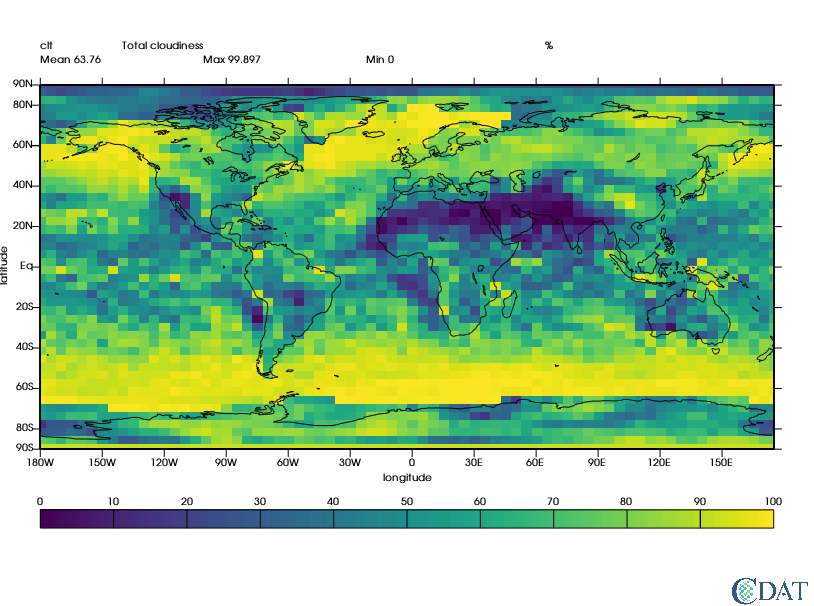 clt Total cloudiness %
Mean 63.76 Max 99.897 Min 0
90N
80N
60N
40N
20N
Eq
20S
40S
60S
80S
90S
latitude
180W 150W 120W 90W 60W 30W 0 30E 60E 90E 120E 150E
longitude
0 10 20 30 40 50 60 70 80 90 100
CDAT